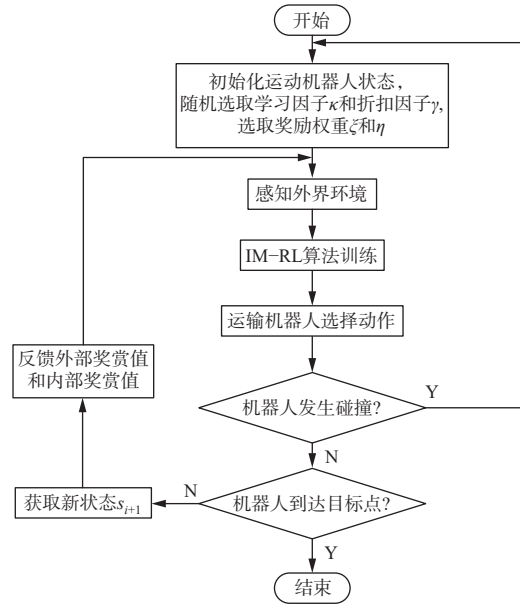 开始
初始化运动机器人状态，
随机选取学习因子κ和折扣因子γ,
选取奖励权重ζ和η
感知外界环境
IM-RL算法训练
运输机器人选择动作
反馈外部奖赏值
和内部奖赏值
机器人发生碰撞?
Y
N
获取新状态s_{i+1}
N
机器人到达目标点?
Y
结束